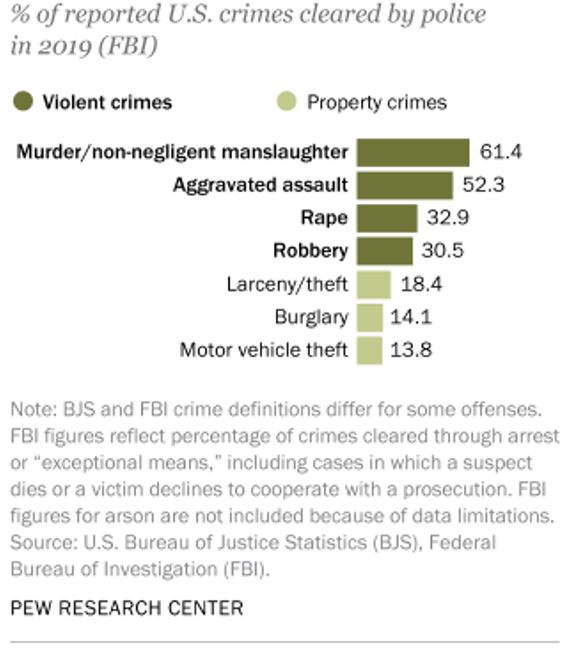 % of reported U.S. crimes cleared by police
in 2019 (FBI)
Violent crimes Property crimes
Murder/non-negligent manslaughter 61.4
Aggravated assault 52.3
Rape 32.9
Robbery 30.5
Larceny/theft 18.4
Burglary 14.1
Motor vehicle theft 13.8
Note: BJS and FBI crime definitions differ for some offenses.
FBI figures reflect percentage of crimes cleared through arrest
or “exceptional means,” including cases in which a suspect
dies or a victim declines to cooperate with a prosecution. FBI
figures for arson are not included because of data limitations.
Source: U.S. Bureau of Justice Statistics (BJS), Federal
Bureau of Investigation (FBI).
PEW RESEARCH CENTER